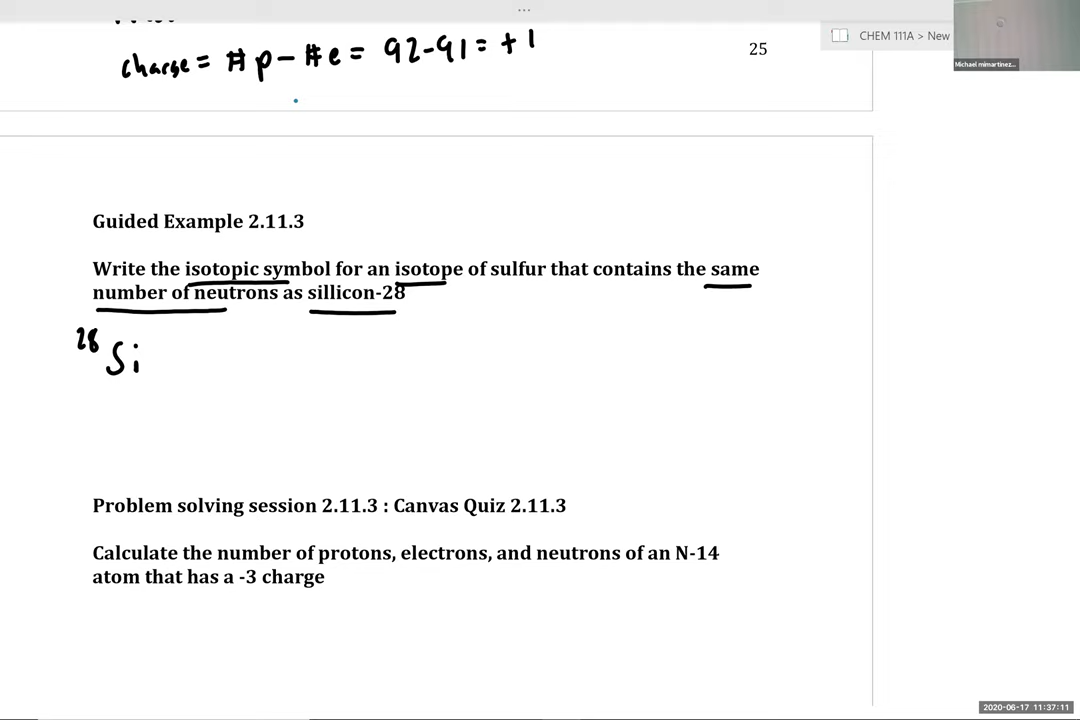 charge = #p - #e = 92-91 = +1
25
CHEM 111A > New
Michael mimartinez...
Guided Example 2.11.3
Write the isotopic symbol for an isotope of sulfur that contains the same
number of neutrons as sillicon-28
28
Si
Problem solving session 2.11.3 : Canvas Quiz 2.11.3
Calculate the number of protons, electrons, and neutrons of an N-14
atom that has a -3 charge
2020-06-17 11:37:11